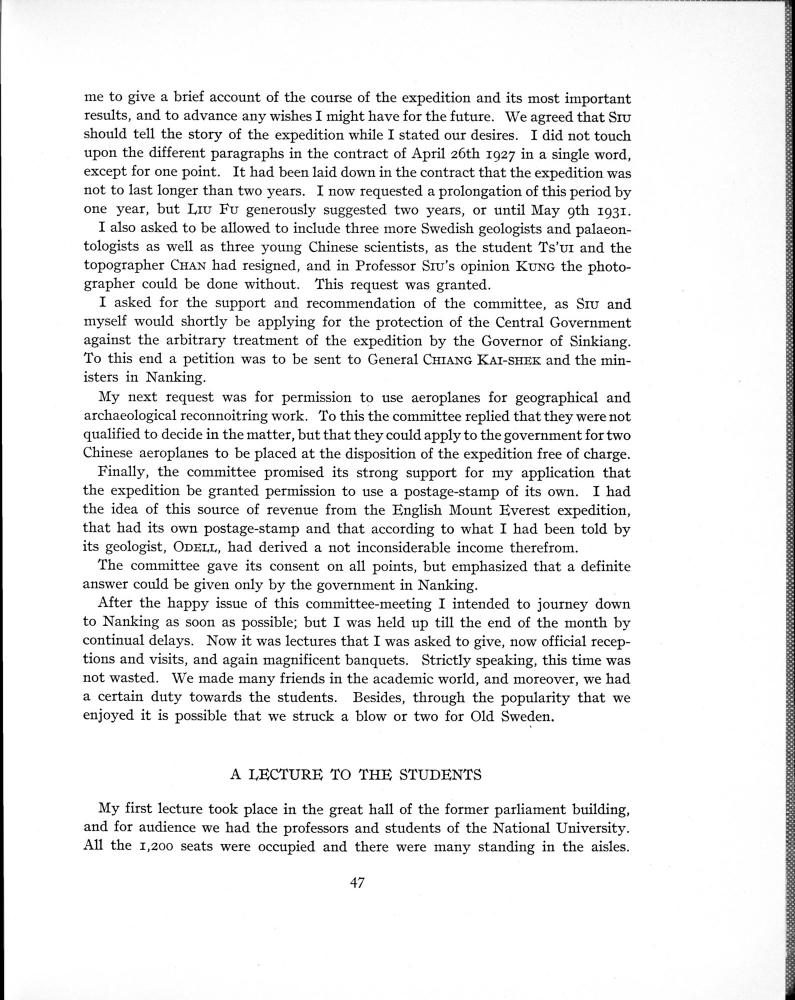 me to give a brief account of the course of the expedition and its most important
results, and to advance any wishes I might have for the future. We agreed that SIU
should tell the story of the expedition while I stated our desires. I did not touch
upon the different paragraphs in the contract of April 26th 1927 in a single word,
except for one point. It had been laid down in the contract that the expedition was
not to last longer than two years. I now requested a prolongation of this period by
one year, but LIU FU generously suggested two years, or until May 9th 1931.
I also asked to be allowed to include three more Swedish geologists and palaeon-
tologists as well as three young Chinese scientists, as the student TS'UI and the
topographer CHAN had resigned, and in Professor SIU's opinion KUNG the photo-
grapher could be done without. This request was granted.
I asked for the support and recommendation of the committee, as SIU and
myself would shortly be applying for the protection of the Central Government
against the arbitrary treatment of the expedition by the Governor of Sinkiang.
To this end a petition was to be sent to General CHIANG KAI-SHEK and the min-
isters in Nanking.
My next request was for permission to use aeroplanes for geographical and
archaeological reconnoitring work. To this the committee replied that they were not
qualified to decide in the matter, but that they could apply to the government for two
Chinese aeroplanes to be placed at the disposition of the expedition free of charge.
Finally, the committee promised its strong support for my application that
the expedition be granted permission to use a postage-stamp of its own. I had
the idea of this source of revenue from the English Mount Everest expedition,
that had its own postage-stamp and that according to what I had been told by
its geologist, ODELL, had derived a not inconsiderable income therefrom.
The committee gave its consent on all points, but emphasized that a definite
answer could be given only by the government in Nanking.
After the happy issue of this committee-meeting I intended to journey down
to Nanking as soon as possible; but I was held up till the end of the month by
continual delays. Now it was lectures that I was asked to give, now official recep-
tions and visits, and again magnificent banquets. Strictly speaking, this time was
not wasted. We made many friends in the academic world, and moreover, we had
a certain duty towards the students. Besides, through the popularity that we
enjoyed it is possible that we struck a blow or two for Old Sweden.
A LECTURE TO THE STUDENTS
My first lecture took place in the great hall of the former parliament building,
and for audience we had the professors and students of the National University.
All the 1,200 seats were occupied and there were many standing in the aisles.
47